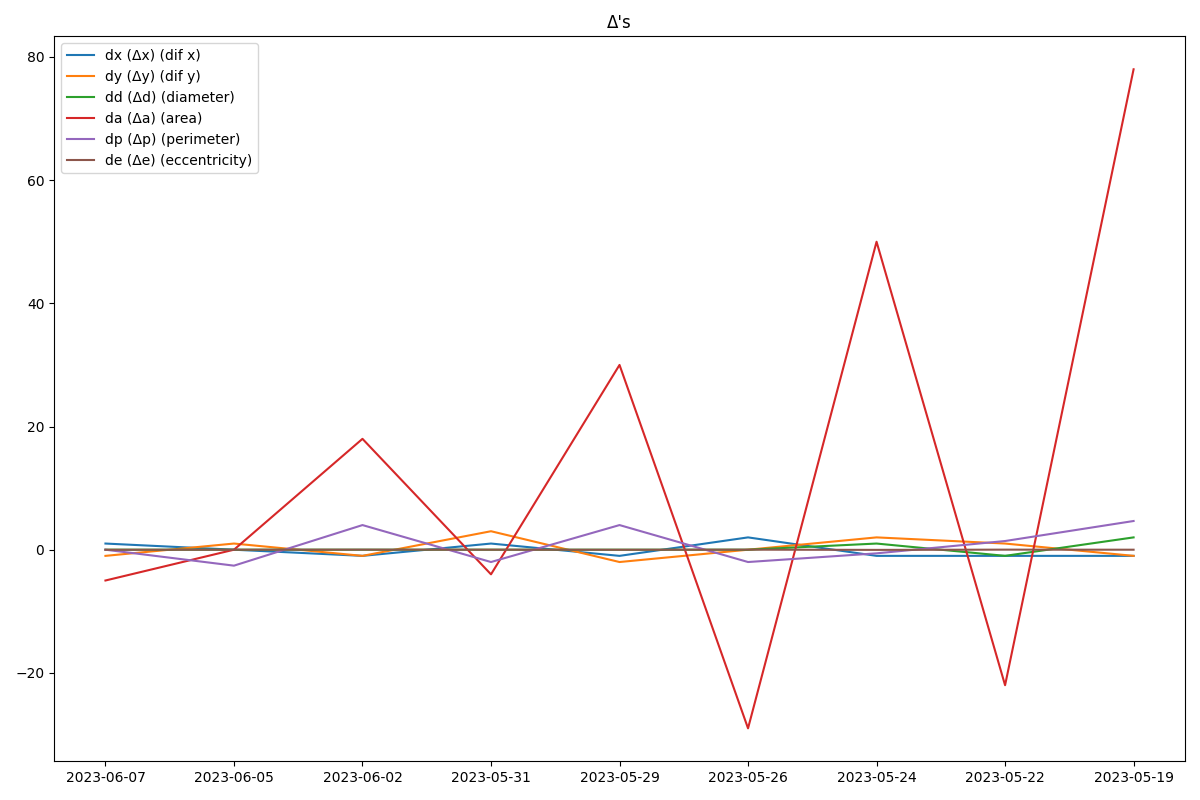 Δ's
dx (Δx) (dif x)
dy (Δy) (dif y)
dd (Δd) (diameter)
da (Δa) (area)
dp (Δp) (perimeter)
de (Δe) (eccentricity)
80
60
40
20
0
−20
2023-06-07 2023-06-05 2023-06-02 2023-05-31 2023-05-29 2023-05-26 2023-05-24 2023-05-22 2023-05-19